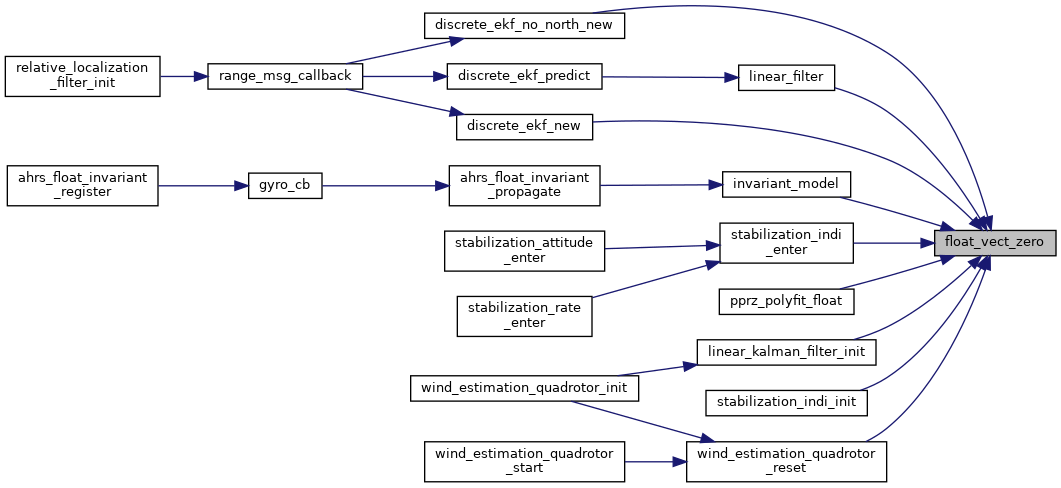 discrete_ekf_no_north_new
relative_localization
_filter_init
range_msg_callback
discrete_ekf_predict
linear_filter
discrete_ekf_new
ahrs_float_invariant
_register
gyro_cb
ahrs_float_invariant
_propagate
invariant_model
float_vect_zero
stabilization_attitude
_enter
stabilization_indi
_enter
stabilization_rate
_enter
pprz_polyfit_float
linear_kalman_filter_init
wind_estimation_quadrotor_init
stabilization_indi_init
wind_estimation_quadrotor
_start
wind_estimation_quadrotor
_reset